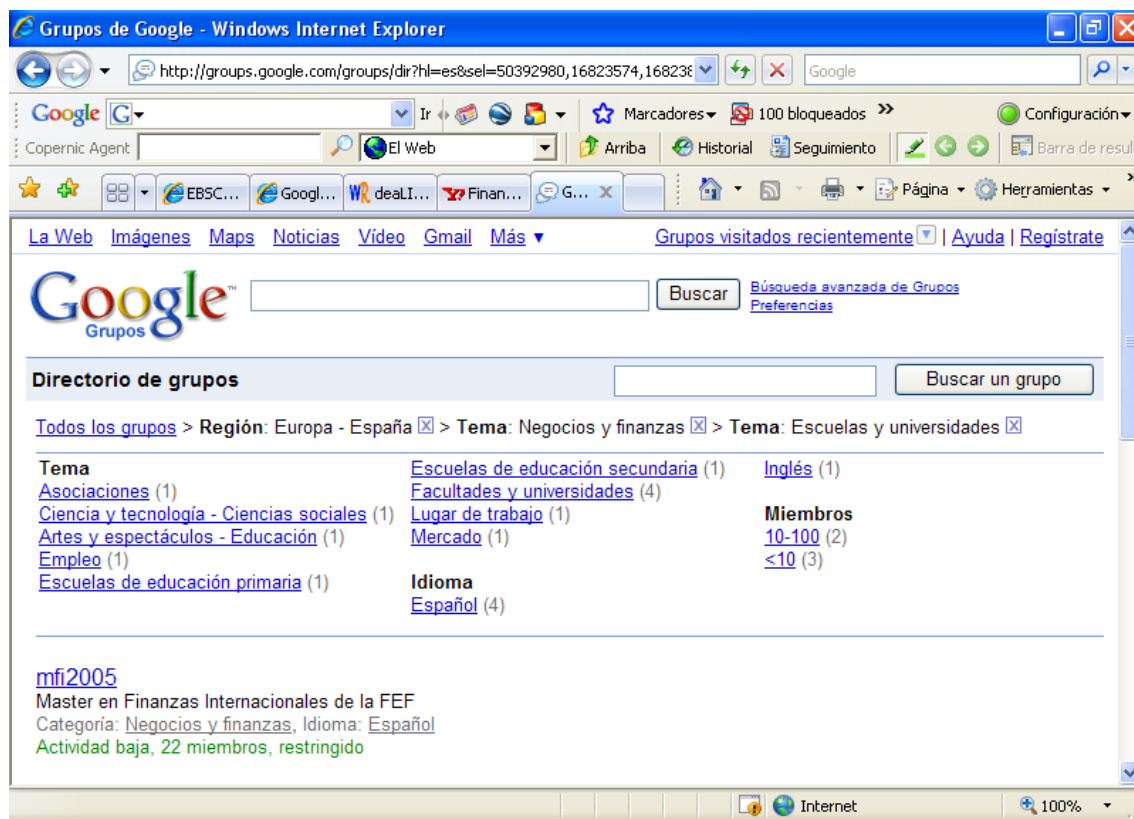 Grupos de Google - Windows Internet Explorer
http://groups.google.com/groups/dir?hl=es&sel=50392980,16823574,168238
Google
Google G Ir Marcadores 100 bloqueados » Configuración
Copernic Agent El Web Arriba Historial Seguimiento Barra de resul
EBSC... Googl... deaLI... Finan... G... X Página Herramientas »
La Web Imágenes Maps Noticias Vídeo Gmail Más ▼ Grupos visitados recientemente | Ayuda | Regístrate
Google™ Grupos Buscar Búsqueda avanzada de Grupos
Preferencias
Directorio de grupos Buscar un grupo
Todos los grupos > Región: Europa - España X > Tema: Negocios y finanzas X > Tema: Escuelas y universidades X
Tema
Asociaciones (1)
Ciencia y tecnología - Ciencias sociales (1)
Artes y espectáculos - Educación (1)
Empleo (1)
Escuelas de educación primaria (1)
Escuelas de educación secundaria (1)
Facultades y universidades (4)
Lugar de trabajo (1)
Mercado (1)
Idioma
Español (4)
Inglés (1)
Miembros
10-100 (2)
<10 (3)
mfi2005
Master en Finanzas Internacionales de la FEF
Categoría: Negocios y finanzas, Idioma: Español
Actividad baja, 22 miembros, restringido
Internet 100%